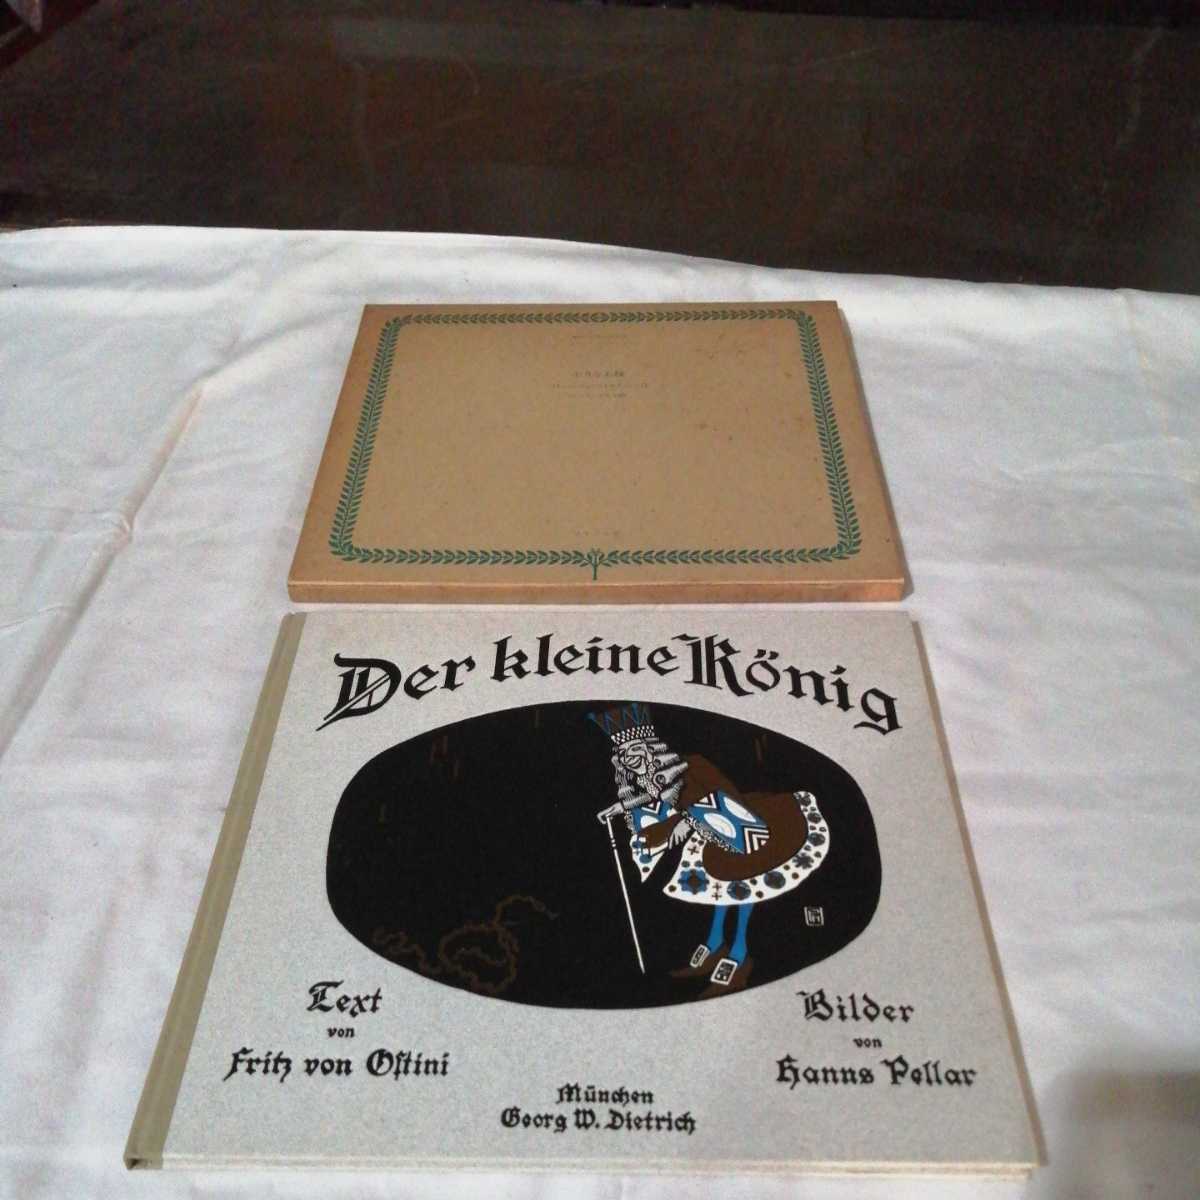 Der kleine König
Text
von
Fritz von Oſtini
Bilder
von
Hanns Pellar
München
Georg W. Dietrich